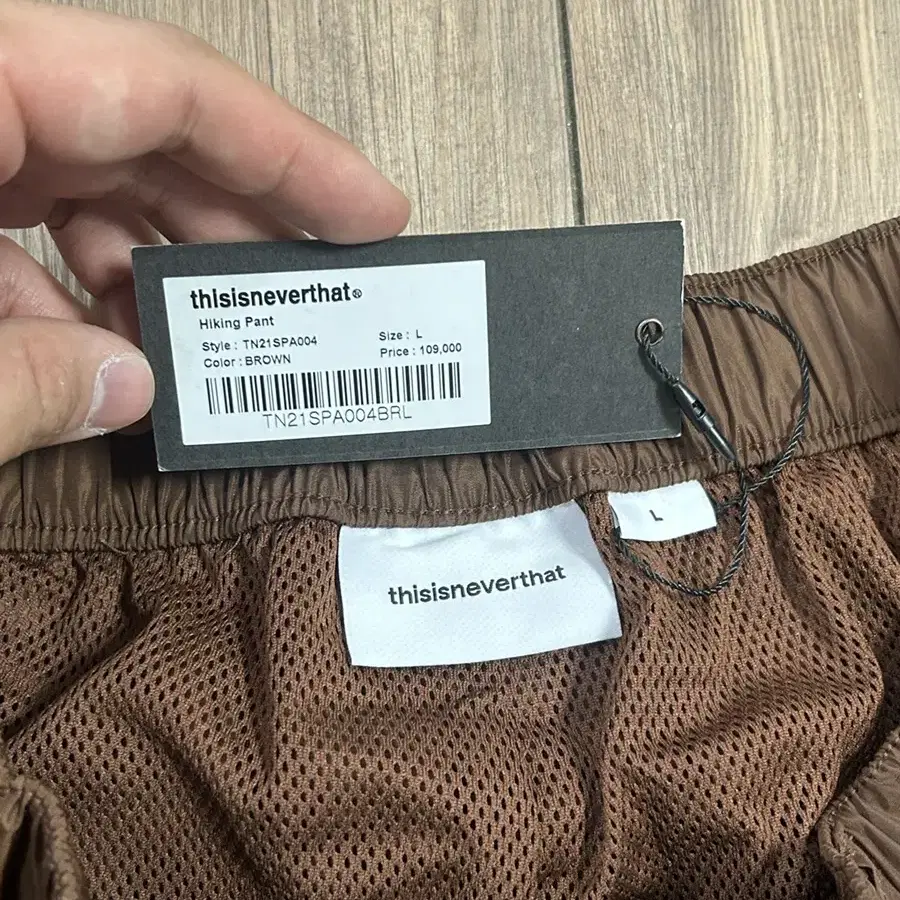 thisisneverthat®
Hiking Pant
Style : TN21SPA004
Size : L
Color : BROWN
Price : 109,000
TN21SPA004BRL
L
thisisneverthat